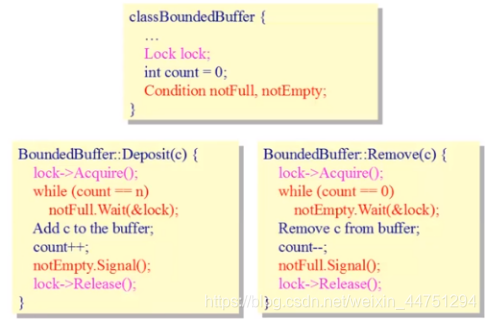 classBoundedBuffer {
…
Lock lock;
int count = 0;
Condition notFull, notEmpty;
}
BoundedBuffer::Deposit(c) {
lock->Acquire();
while (count == n)
notFull.Wait(&lock);
Add c to the buffer;
count++;
notEmpty.Signal();
lock->Release();
}
BoundedBuffer::Remove(c) {
lock->Acquire();
while (count == 0)
notEmpty.Wait(&lock);
Remove c from buffer;
count--;
notFull.Signal();
lock->Release();
}
https://blog.csdn.net/weixin_44751294